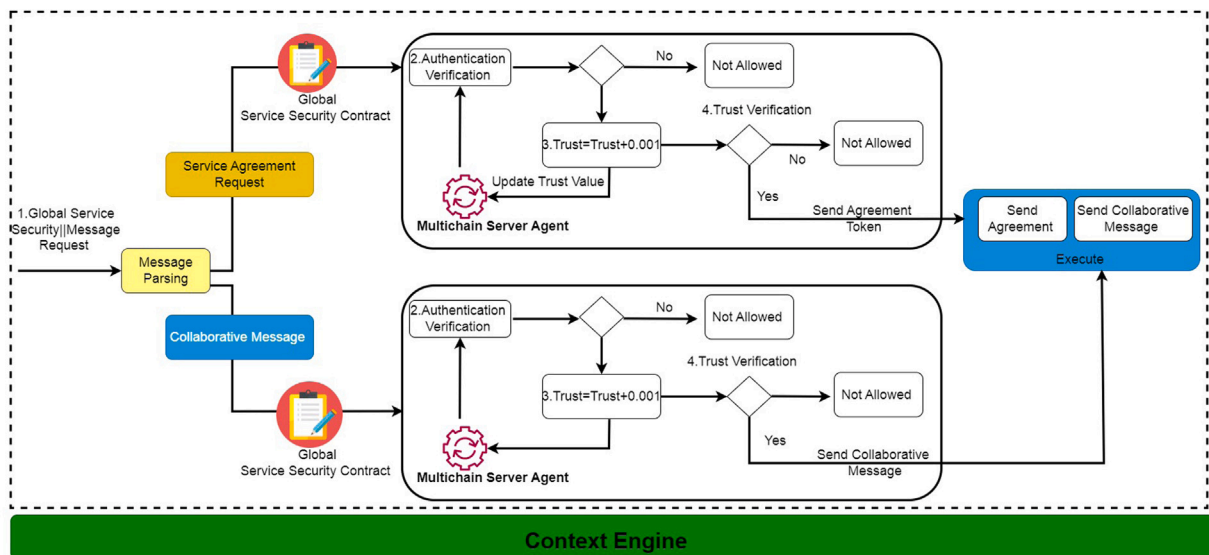 Global
Service Security Contract
2.Authentication
Verification
No
Not Allowed
4.Trust Verification
3.Trust=Trust+0.001
No
Not Allowed
Service Agreement
Request
Update Trust Value
Yes
Send Agreement
Token
Multichain Server Agent
Send
Agreement
Send Collaborative
Message
Execute
1.Global Service
Security||Message
Request
Message
Parsing
Collaborative Message
2.Authentication
Verification
No
Not Allowed
4.Trust Verification
3.Trust=Trust+0.001
No
Not Allowed
Global
Service Security Contract
Yes
Send Collaborative
Message
Multichain Server Agent
Context Engine